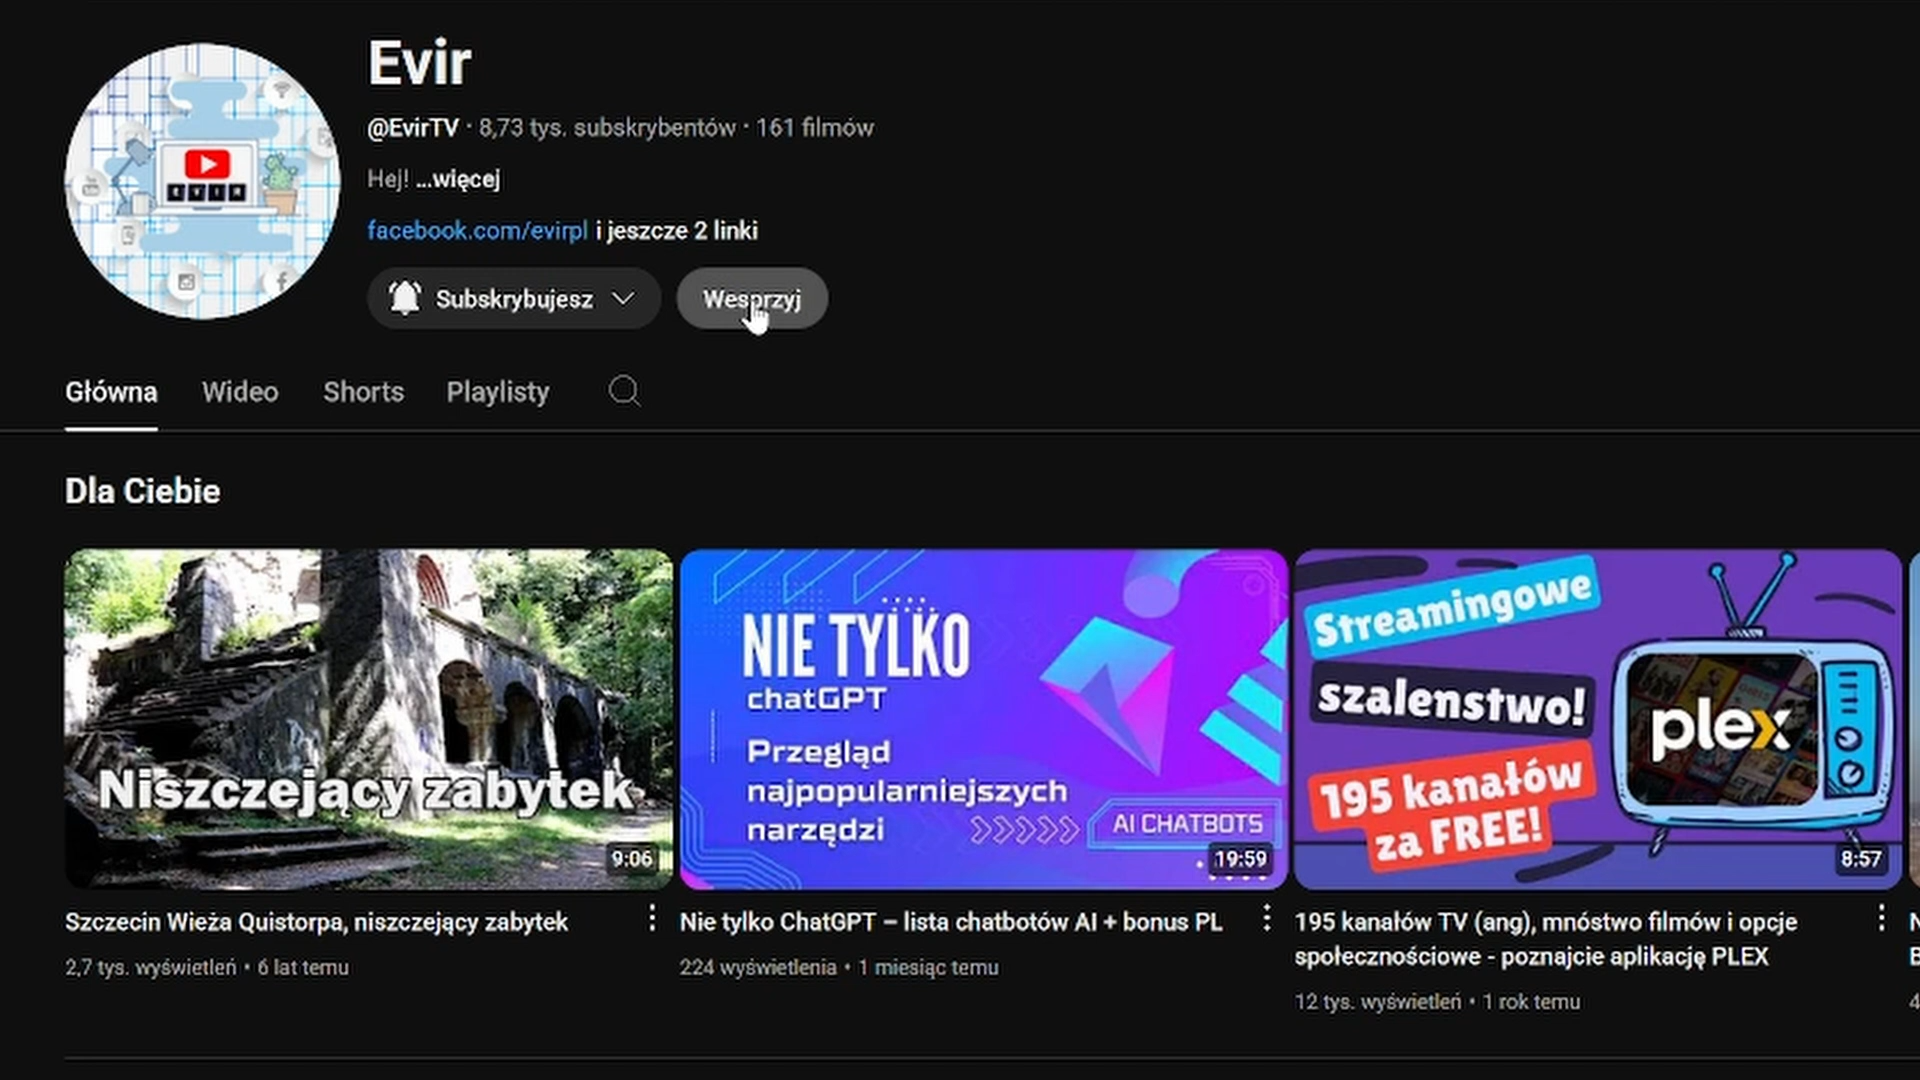 Evir
@EvirTV · 8,73 tys. subskrybentów · 161 filmów
Hej! ...więcej
facebook.com/evirpl i jeszcze 2 linki
Subskrybujesz
Wesprzyj
Główna
Wideo
Shorts
Playlisty
Dla Ciebie
Niszczejący zabytek
9:06
NIE TYLKO
chatGPT
Przegląd
najpopularniejszych
narzędzi
AI CHATBOTS
19:59
Streamingowe
szalenstwo!
195 kanałów
za FREE!
plex
8:57
Szczecin Wieża Quistorpa, niszczejący zabytek
2,7 tys. wyświetleń • 6 lat temu
Nie tylko ChatGPT – lista chatbotów AI + bonus PL
224 wyświetlenia • 1 miesiąc temu
195 kanałów TV (ang), mnóstwo filmów i opcje
społecznościowe - poznajcie aplikację PLEX
12 tys. wyświetleń • 1 rok temu